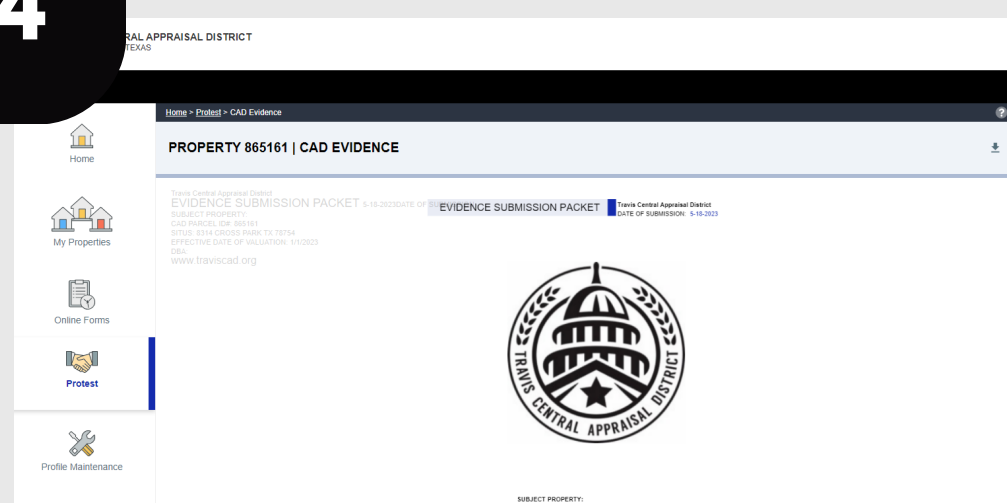 4
RAL APPRAISAL DISTRICT
TEXAS
Home > Protest > CAD Evidence
?
Home
PROPERTY 865161 | CAD EVIDENCE
Travis Central Appraisal District
EVIDENCE SUBMISSION PACKET 5-18-2023DATE OF
SUBJECT PROPERTY:
CAD PARCEL ID#: 865161
SITUS: 8314 CROSS PARK TX 78754
EFFECTIVE DATE OF VALUATION: 1/1/2023
DBA
www.traviscad.org
EVIDENCE SUBMISSION PACKET
Travis Central Appraisal District
DATE OF SUBMISSION: 5-18-2023
My Properties
Online Forms
Protest
Profile Maintenance
TRAVIS CENTRAL APPRAISAL DISTRICT
SUBJECT PROPERTY: